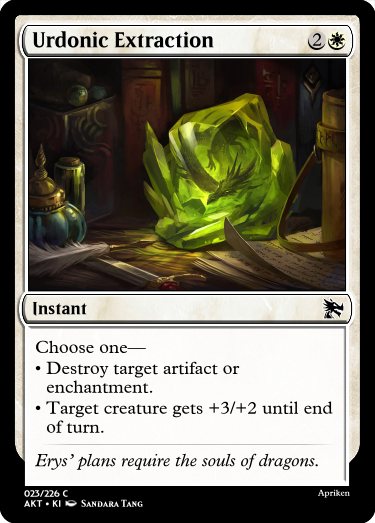 Urdonic Extraction 2
Instant
Choose one—
• Destroy target artifact or
enchantment.
• Target creature gets +3/+2 until end
of turn.
Erys' plans require the souls of dragons.
023/226 C Apriken
AKT • KI Sandara Tang